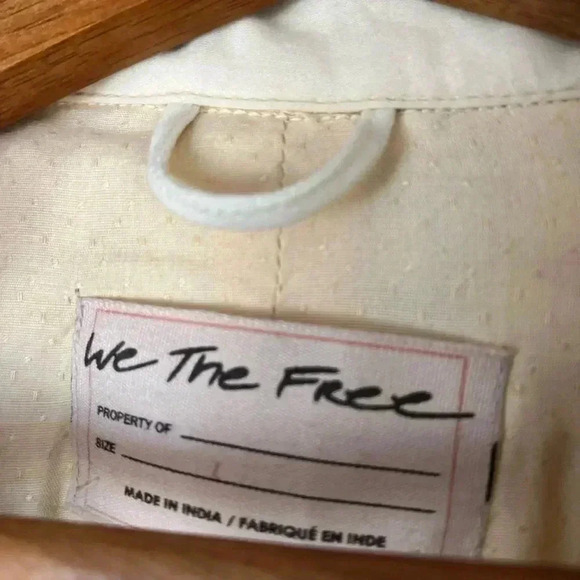 We The Free
PROPERTY OF
SIZE
MADE IN INDIA / FABRIQUÉ EN INDE